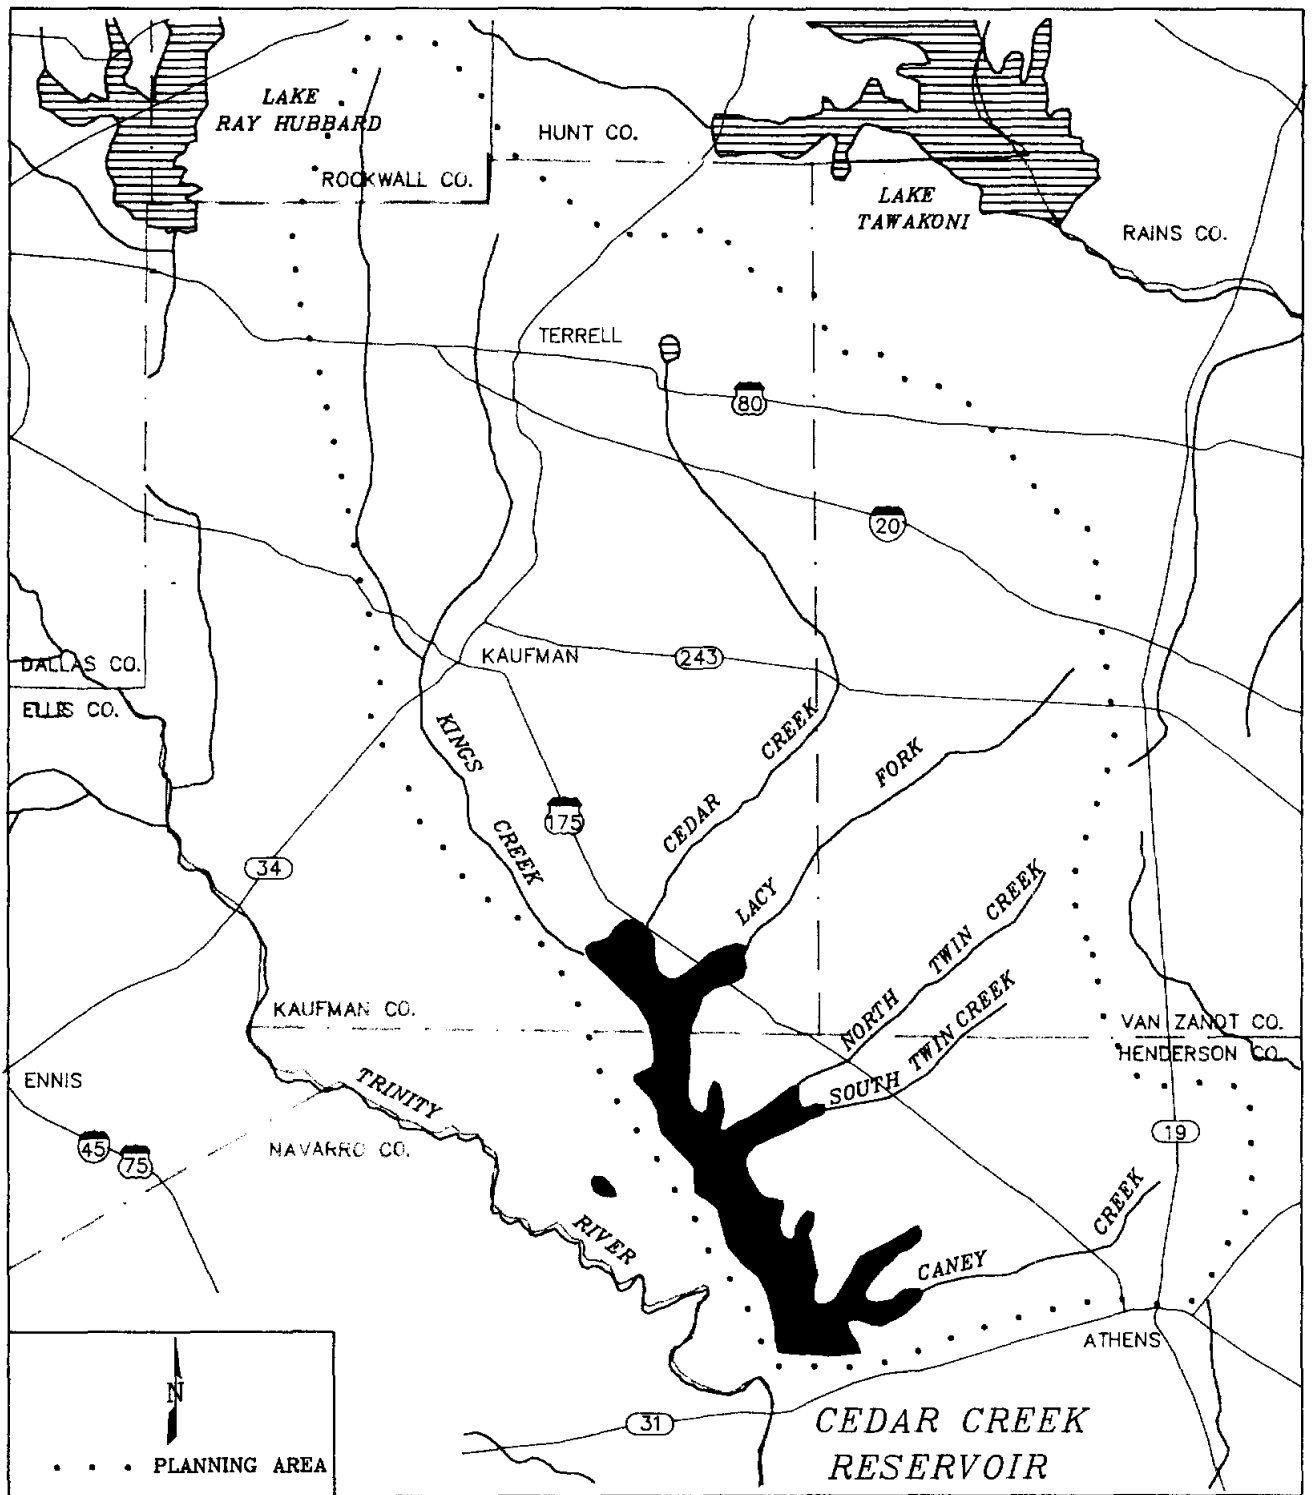 LAKE
RAY HUBBARD
HUNT CO.
ROCKWALL CO.
LAKE
TAWAKONI
RAINS CO.
TERRELL
80
20
DALLAS CO.
KAUFMAN
243
ELLIS CO.
KINGS
CREEK
CEDAR
CREEK
LACY
FORK
175
34
NORTH
TWIN
CREEK
SOUTH
TWIN
CREEK
KAUFMAN CO.
VAN ZANDT CO.
HENDERSON CO.
ENNIS
TRINITY
RIVER
45
75
NAVARRO CO.
19
CANEY
CREEK
ATHENS
31
N
PLANNING AREA
CEDAR CREEK
RESERVOIR